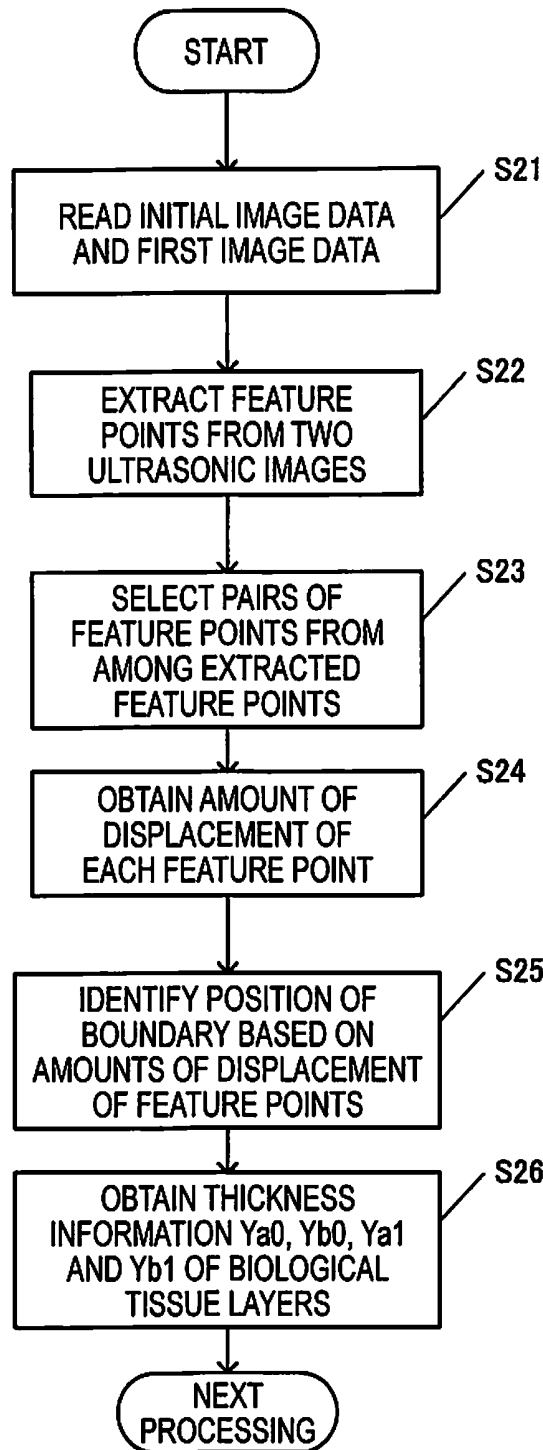 START
S21
READ INITIAL IMAGE DATA
AND FIRST IMAGE DATA
S22
EXTRACT FEATURE
POINTS FROM TWO
ULTRASONIC IMAGES
S23
SELECT PAIRS OF
FEATURE POINTS FROM
AMONG EXTRACTED
FEATURE POINTS
S24
OBTAIN AMOUNT OF
DISPLACEMENT OF
EACH FEATURE POINT
S25
IDENTIFY POSITION OF
BOUNDARY BASED ON
AMOUNTS OF DISPLACEMENT
OF FEATURE POINTS
S26
OBTAIN THICKNESS
INFORMATION Ya0, Yb0, Ya1
AND Yb1 OF BIOLOGICAL
TISSUE LAYERS
NEXT
PROCESSING